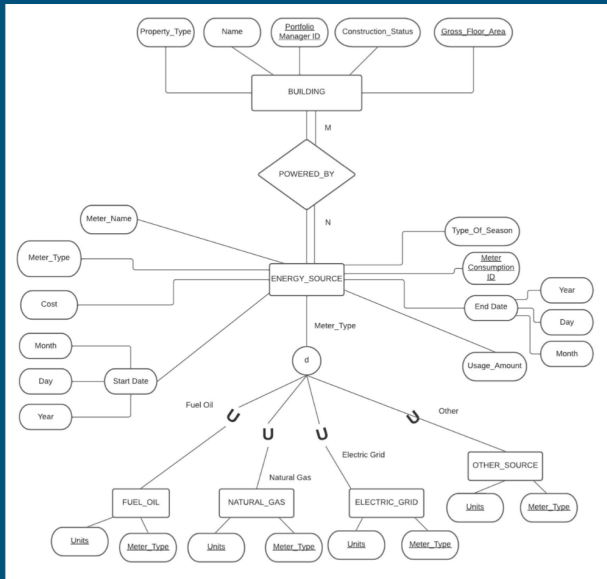 Property_Type
Name
Portfolio
Manager ID
Construction_Status
Gross_Floor_Area
BUILDING
M
POWERED_BY
N
Meter_Name
Type_Of_Season
Meter_Type
Meter
Consumption
ID
ENERGY_SOURCE
Year
Cost
End Date
Day
Meter_Type
Month
Month
Day
Start Date
Usage_Amount
Year
d
Fuel Oil
Other
U
U
U
U
Electric Grid
Natural Gas
OTHER_SOURCE
FUEL_OIL
NATURAL_GAS
ELECTRIC_GRID
Units
Meter_Type
Units
Meter_Type
Units
Meter_Type
Units
Meter_Type